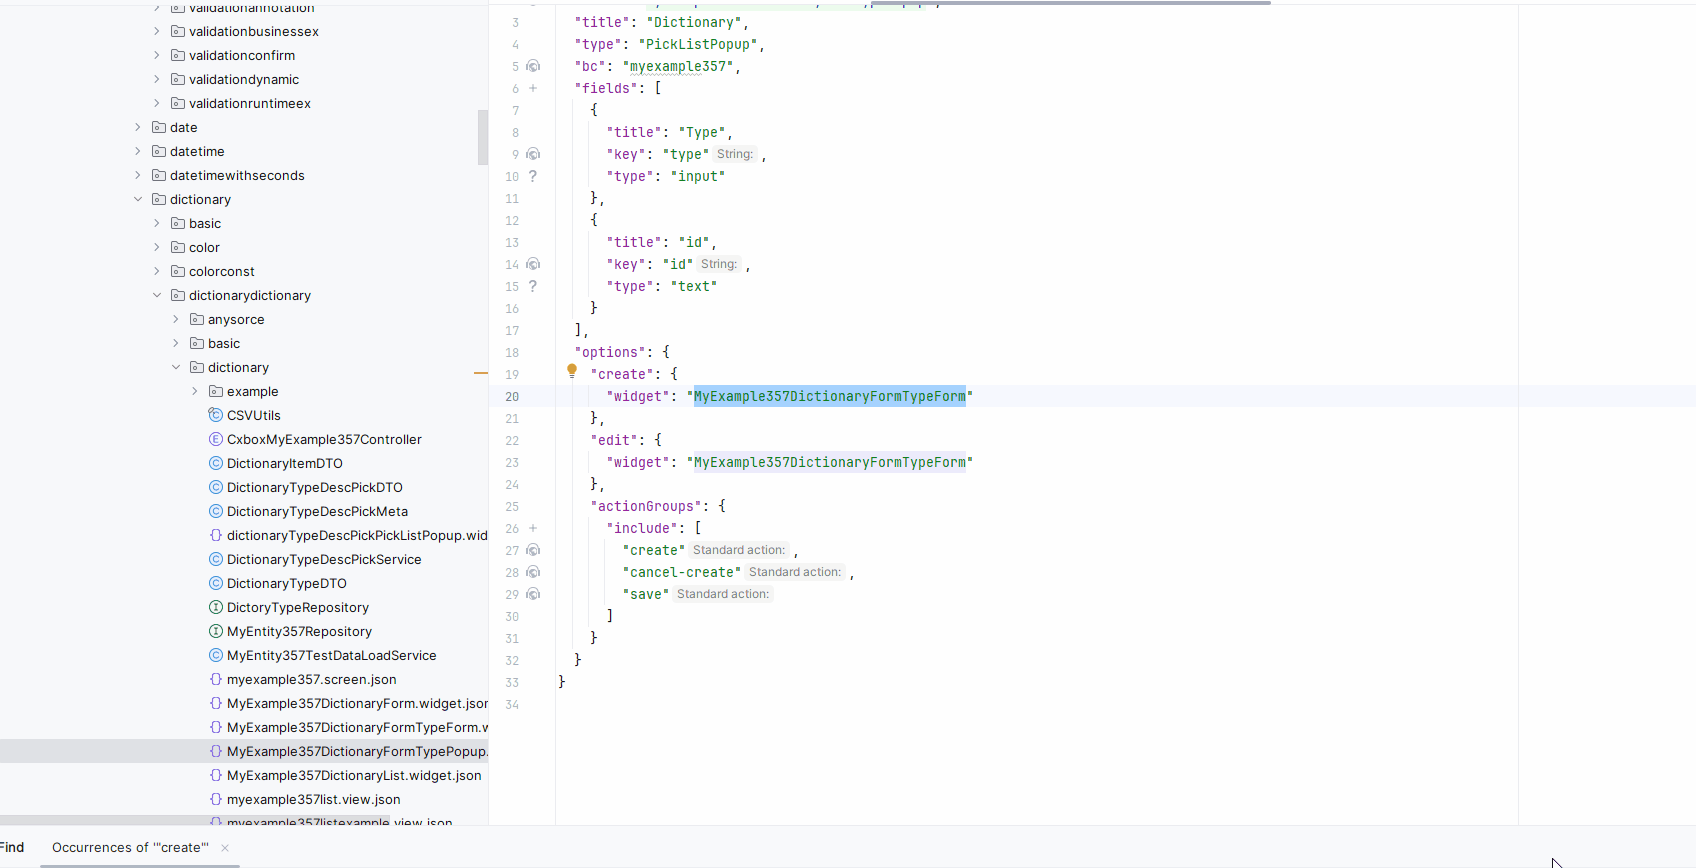 validationannotation
validationbusinessex
validationconfirm
validationdynamic
validationruntimeex
date
datetime
datetimewithseconds
dictionary
basic
color
colorconst
dictionarydictionary
anysorce
basic
dictionary
example
CSVUtils
CxboxMyExample357Controller
DictionaryItemDTO
DictionaryTypeDescPickDTO
DictionaryTypeDescPickMeta
dictionaryTypeDescPickPickListPopup.wid
DictionaryTypeDescPickService
DictionaryTypeDTO
DictoryTypeRepository
MyEntity357Repository
MyEntity357TestDataLoadService
myexample357.screen.json
MyExample357DictionaryForm.widget.jsor
MyExample357DictionaryFormTypeForm.w
MyExample357DictionaryFormTypePopup.
MyExample357DictionaryList.widget.json
myexample357list.view.json
myexample357listexample.view.json
3 "title": "Dictionary",
4 "type": "PickListPopup",
5 "bc": "myexample357",
6 "fields": [
7 {
8 "title": "Type",
9 "key": "type" String: ,
10 "type": "input"
11 },
12 {
13 "title": "id",
14 "key": "id" String: ,
15 "type": "text"
16 }
17 ],
18 "options": {
19 "create": {
20 "widget": "MyExample357DictionaryFormTypeForm"
21 },
22 "edit": {
23 "widget": "MyExample357DictionaryFormTypeForm"
24 },
25 "actionGroups": {
26 "include": [
27 "create" Standard action: ,
28 "cancel-create" Standard action: ,
29 "save" Standard action:
30 ]
31 }
32 }
33 }
34
Find Occurrences of '"create"' ×